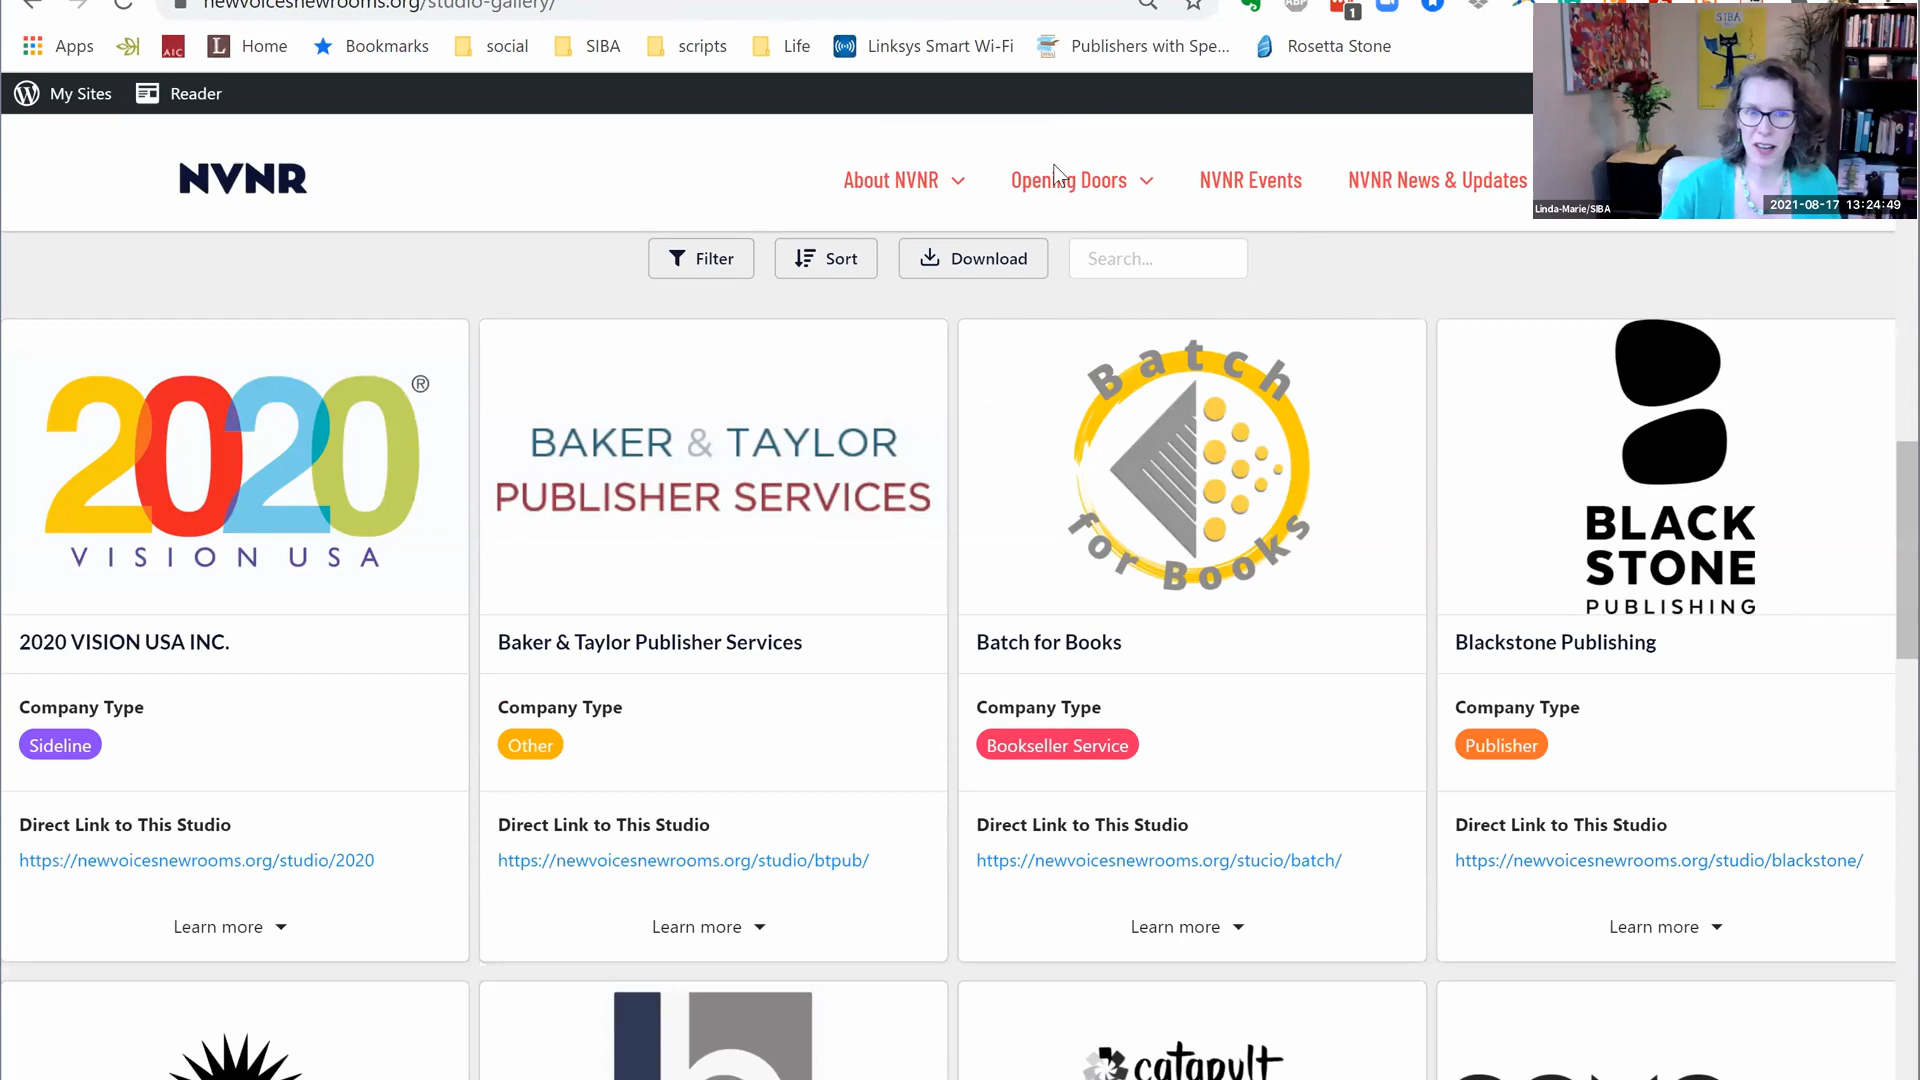 newvoicesnewrooms.org/studio-gallery/
ABP
1
Apps
AIC
L Home
Bookmarks
social
SIBA
scripts
Life
Linksys Smart Wi-Fi
Publishers with Spe...
Rosetta Stone
SIBA
My Sites
Reader
NVNR
About NVNR
Opening Doors
NVNR Events
NVNR News & Updates
Linda-Marie/SIBA
2021-08-17 13:24:49
Filter
Sort
Download
Search...
2020®
VISION USA
BAKER & TAYLOR
PUBLISHER SERVICES
Batch
for Books
BLACK
STONE
PUBLISHING
2020 VISION USA INC.
Baker & Taylor Publisher Services
Batch for Books
Blackstone Publishing
Company Type
Company Type
Company Type
Company Type
Sideline
Other
Bookseller Service
Publisher
Direct Link to This Studio
Direct Link to This Studio
Direct Link to This Studio
Direct Link to This Studio
https://newvoicesnewrooms.org/studio/2020
https://newvoicesnewrooms.org/studio/btpub/
https://newvoicesnewrooms.org/stucio/batch/
https://newvoicesnewrooms.org/studio/blackstone/
Learn more
Learn more
Learn more
Learn more
catapult